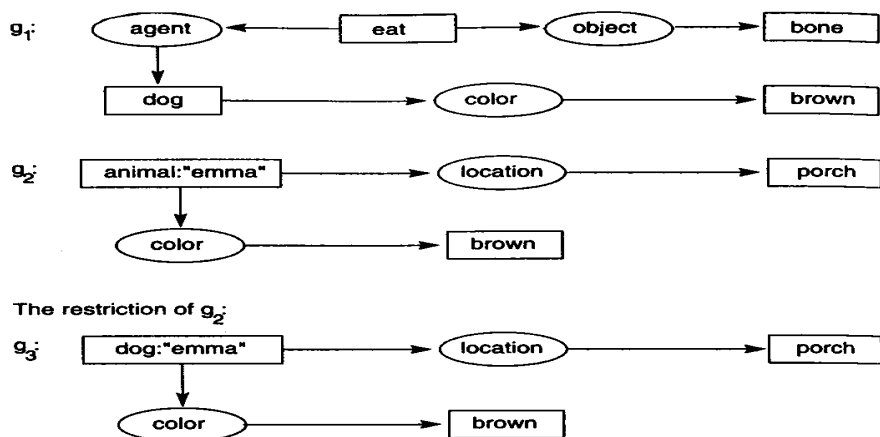 g1: agent eat object bone
dog color brown
g2: animal:"emma" location porch
color brown
The restriction of g2:
g3: dog:"emma" location porch
color brown